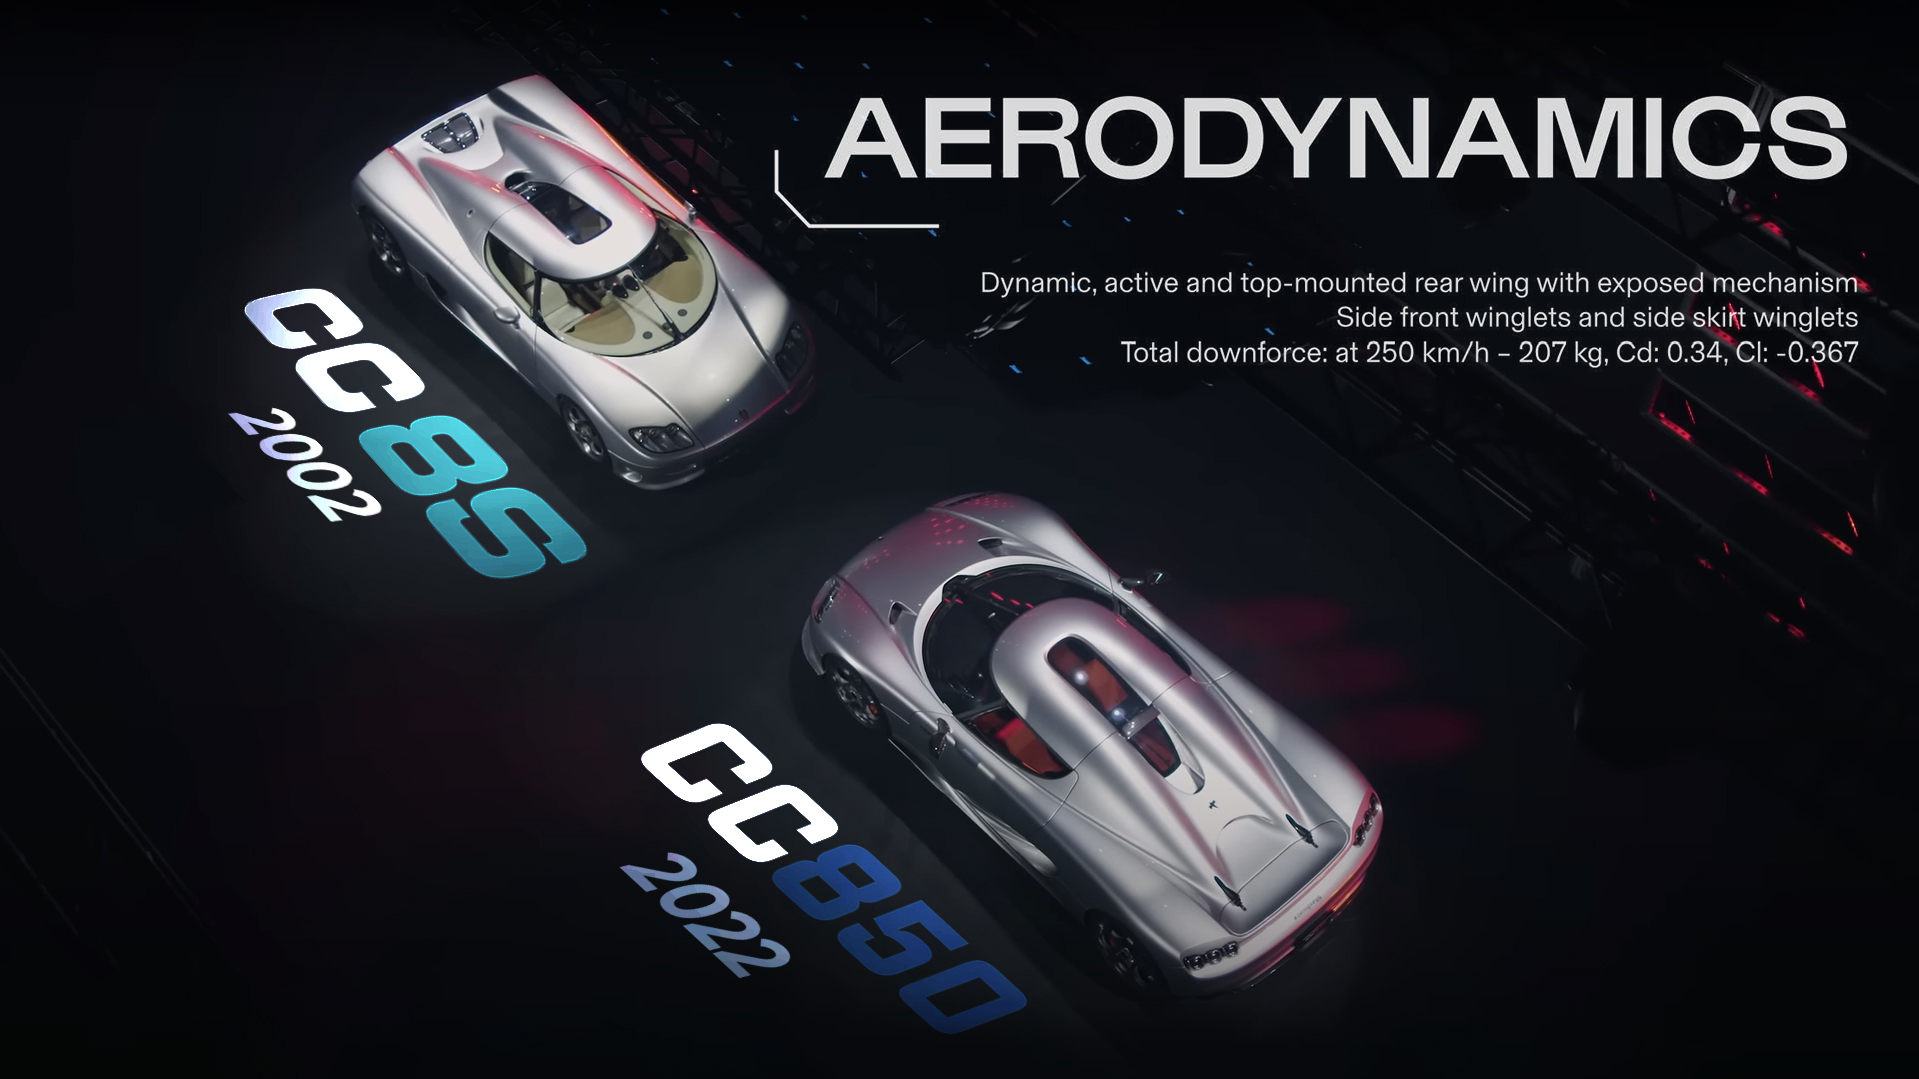 AERODYNAMICS
Dynamic, active and top-mounted rear wing with exposed mechanism
Side front winglets and side skirt winglets
Total downforce: at 250 km/h – 207 kg, Cd: 0.34, Cl: -0.367
CC8S
2002
CC850
2022